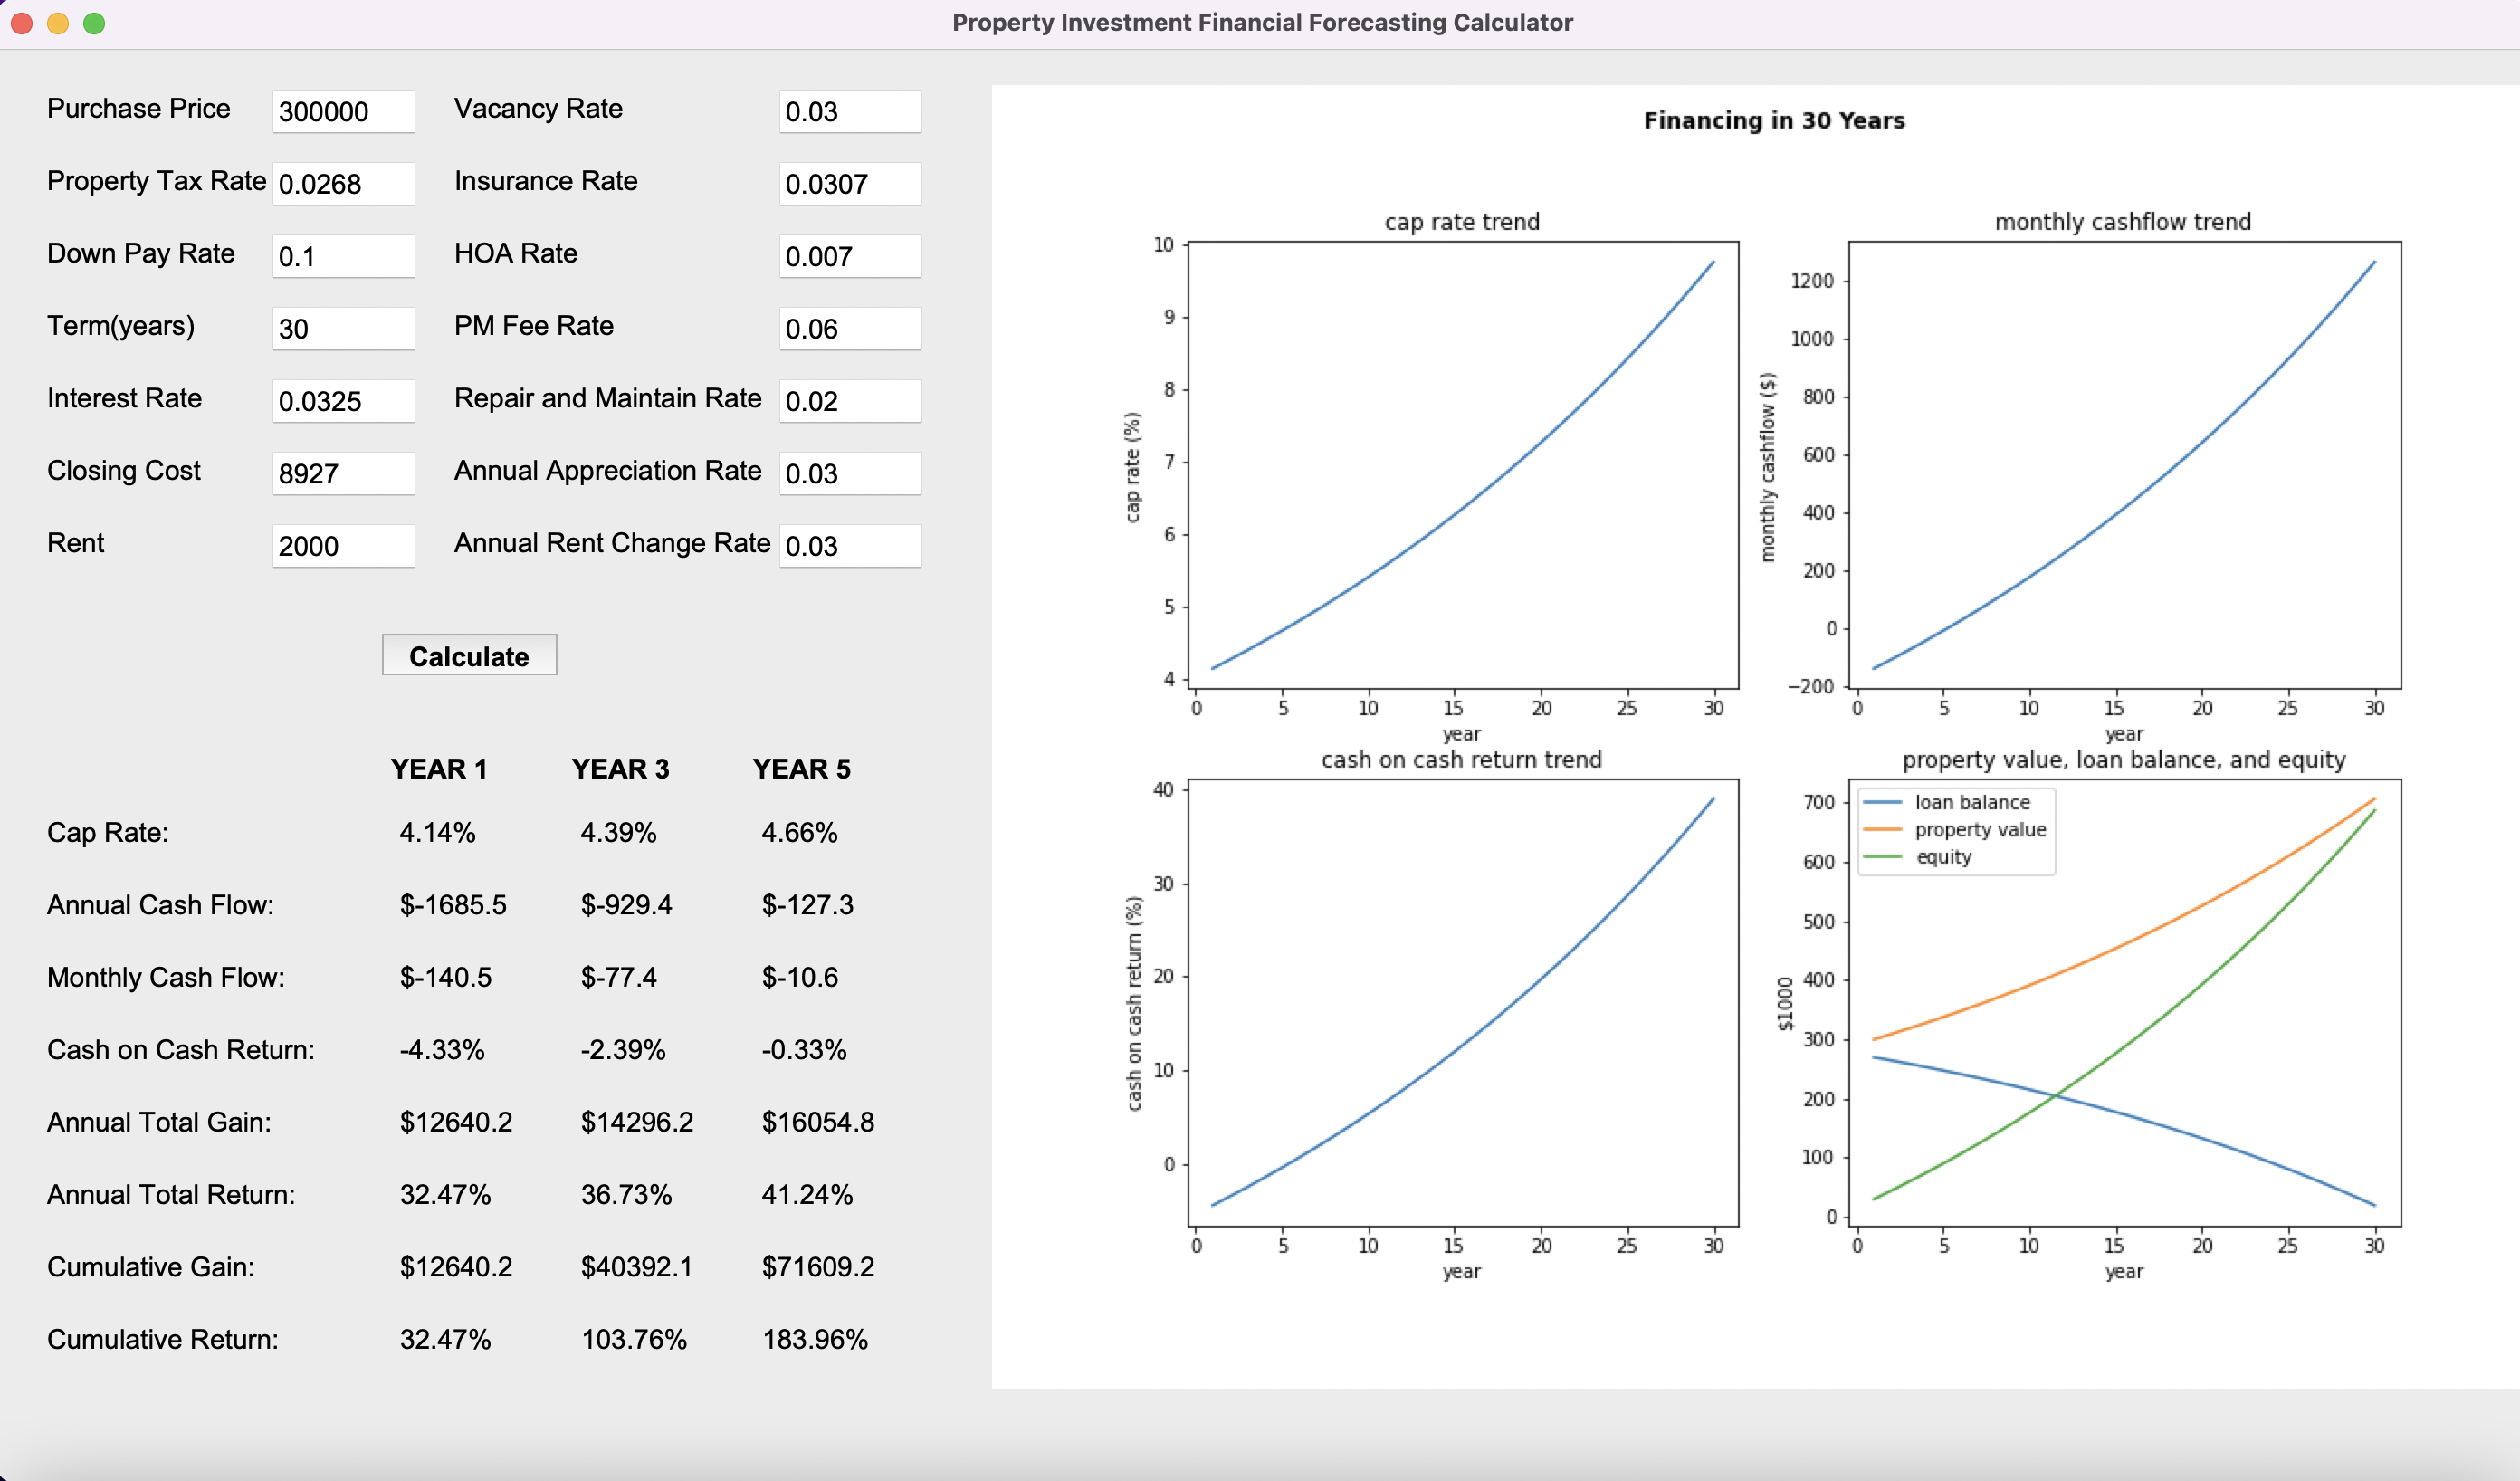 Property Investment Financial Forecasting Calculator
Purchase Price 300000 Vacancy Rate 0.03
Property Tax Rate 0.0268 Insurance Rate 0.0307
Down Pay Rate 0.1 HOA Rate 0.007
Term(years) 30 PM Fee Rate 0.06
Interest Rate 0.0325 Repair and Maintain Rate 0.02
Closing Cost 8927 Annual Appreciation Rate 0.03
Rent 2000 Annual Rent Change Rate 0.03
Calculate
YEAR 1 YEAR 3 YEAR 5
Cap Rate: 4.14% 4.39% 4.66%
Annual Cash Flow: $-1685.5 $-929.4 $-127.3
Monthly Cash Flow: $-140.5 $-77.4 $-10.6
Cash on Cash Return: -4.33% -2.39% -0.33%
Annual Total Gain: $12640.2 $14296.2 $16054.8
Annual Total Return: 32.47% 36.73% 41.24%
Cumulative Gain: $12640.2 $40392.1 $71609.2
Cumulative Return: 32.47% 103.76% 183.96%
Financing in 30 Years
cap rate trend
cap rate (%)
10
9
8
7
6
5
4
0 5 10 15 20 25 30
year
monthly cashflow trend
monthly cashflow ($)
1200
1000
800
600
400
200
0
−200
0 5 10 15 20 25 30
year
cash on cash return trend
cash on cash return (%)
40
30
20
10
0
0 5 10 15 20 25 30
year
property value, loan balance, and equity
$1000
700
600
500
400
300
200
100
0
loan balance
property value
equity
0 5 10 15 20 25 30
year